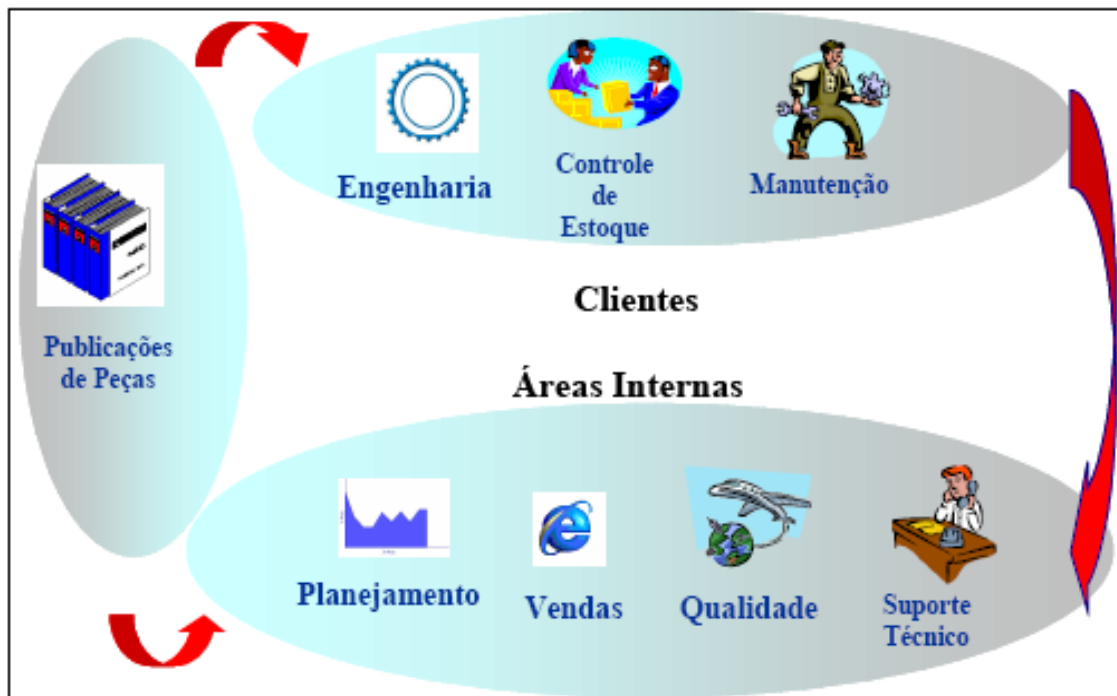 Engenharia
Controle
de
Estoque
Manutenção
Publicações
de Peças
Clientes
Áreas Internas
Planejamento
Vendas
Qualidade
Suporte
Técnico